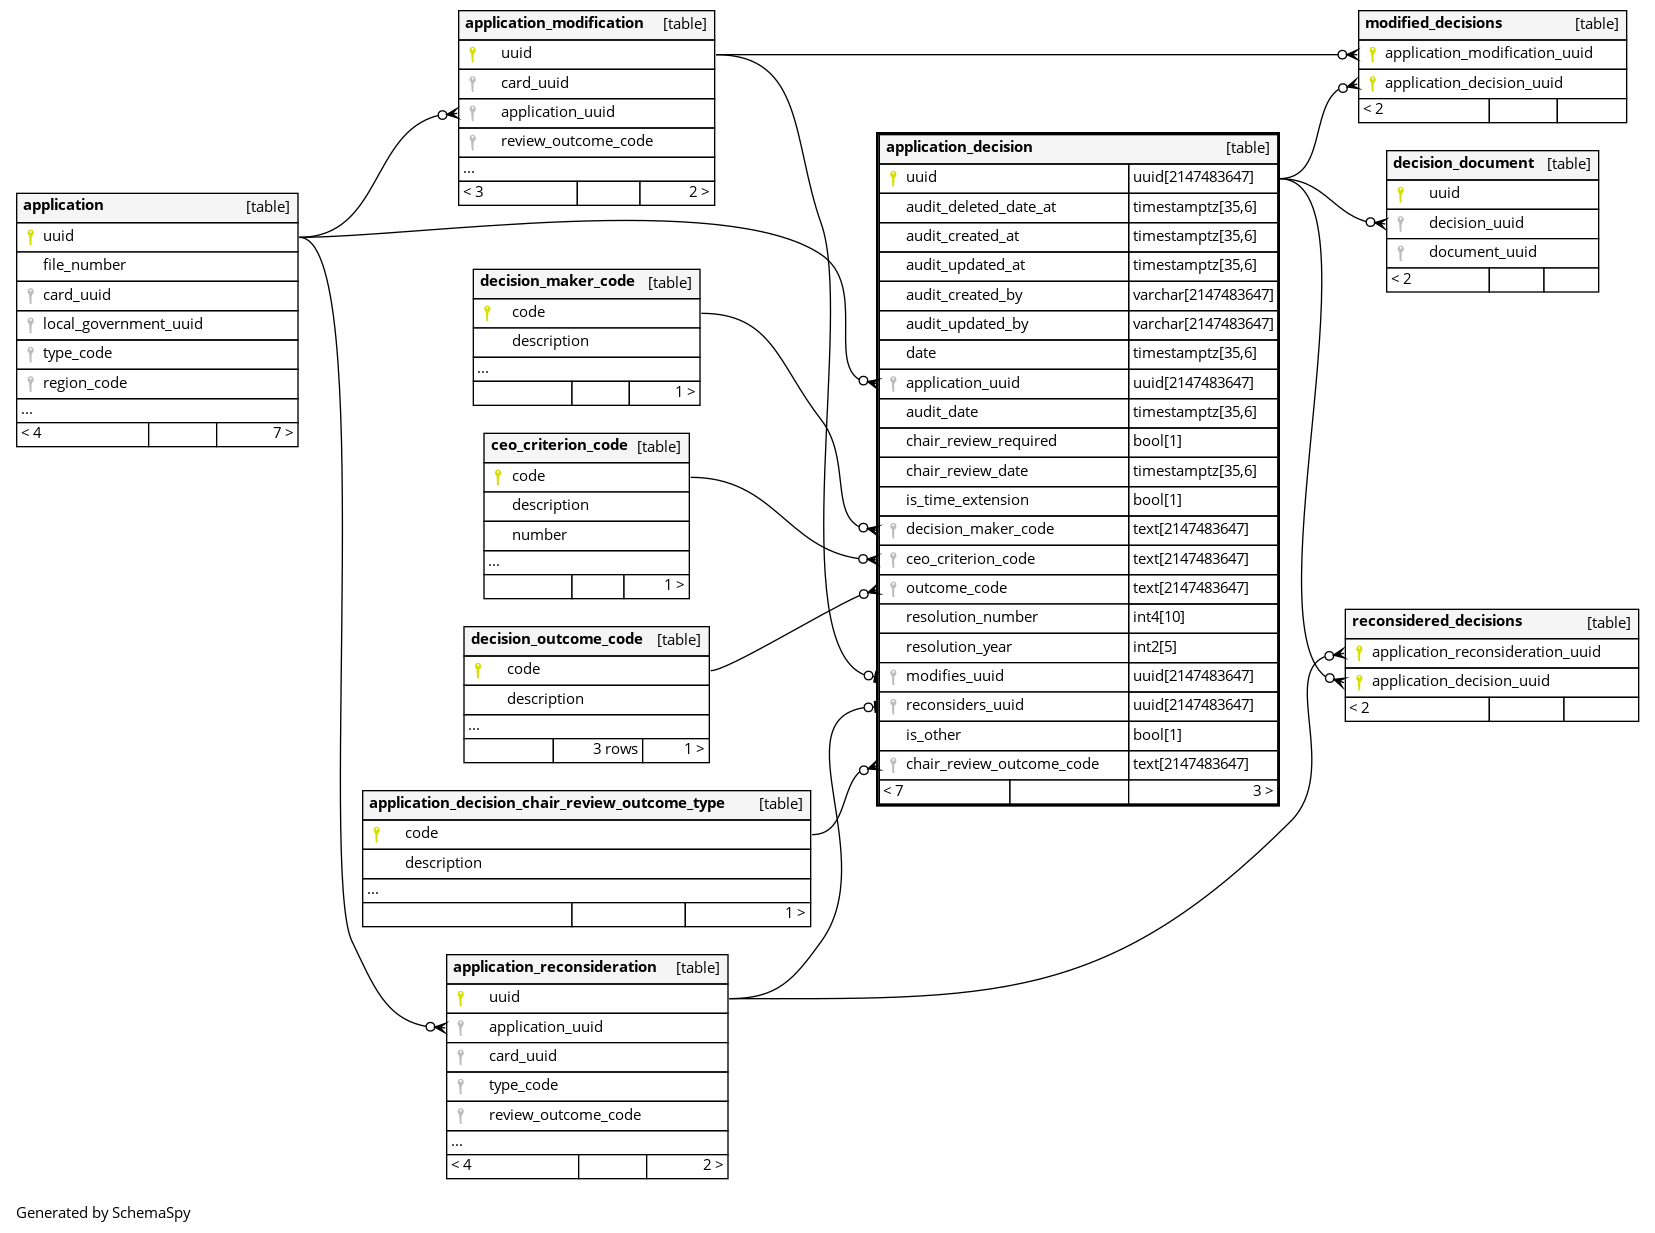 application_modification [table]
uuid
card_uuid
application_uuid
review_outcome_code
...
< 3 2 >
modified_decisions [table]
application_modification_uuid
application_decision_uuid
< 2
application_decision [table]
uuid uuid[2147483647]
audit_deleted_date_at timestamptz[35,6]
audit_created_at timestamptz[35,6]
audit_updated_at timestamptz[35,6]
audit_created_by varchar[2147483647]
audit_updated_by varchar[2147483647]
date timestamptz[35,6]
application_uuid uuid[2147483647]
audit_date timestamptz[35,6]
chair_review_required bool[1]
chair_review_date timestamptz[35,6]
is_time_extension bool[1]
decision_maker_code text[2147483647]
ceo_criterion_code text[2147483647]
outcome_code text[2147483647]
resolution_number int4[10]
resolution_year int2[5]
modifies_uuid uuid[2147483647]
reconsiders_uuid uuid[2147483647]
is_other bool[1]
chair_review_outcome_code text[2147483647]
< 7 3 >
decision_document [table]
uuid
decision_uuid
document_uuid
< 2
application [table]
uuid
file_number
card_uuid
local_government_uuid
type_code
region_code
...
< 4 7 >
decision_maker_code [table]
code
description
...
1 >
ceo_criterion_code [table]
code
description
number
...
1 >
decision_outcome_code [table]
code
description
...
3 rows 1 >
reconsidered_decisions [table]
application_reconsideration_uuid
application_decision_uuid
< 2
application_decision_chair_review_outcome_type [table]
code
description
...
1 >
application_reconsideration [table]
uuid
application_uuid
card_uuid
type_code
review_outcome_code
...
< 4 2 >
Generated by SchemaSpy